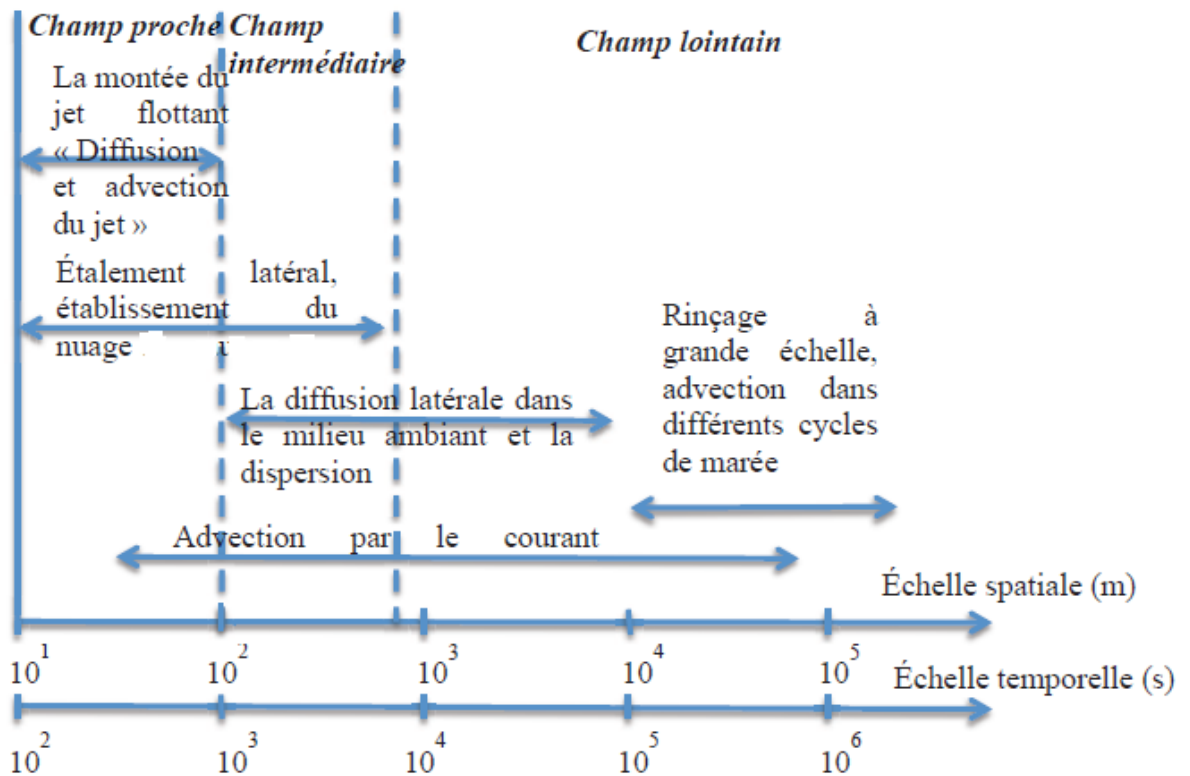 Champ proche
Champ
intermédiaire
Champ lointain
La montée du
jet flottant
« Diffusion
et advection
du jet »
Étalement latéral,
établissement du
nuage
La diffusion latérale dans
le milieu ambiant et la
dispersion
Rinçage à
grande échelle,
advection dans
différents cycles
de marée
Advection par le courant
Échelle spatiale (m)
10^1 10^2 10^3 10^4 10^5
Échelle temporelle (s)
10^2 10^3 10^4 10^5 10^6